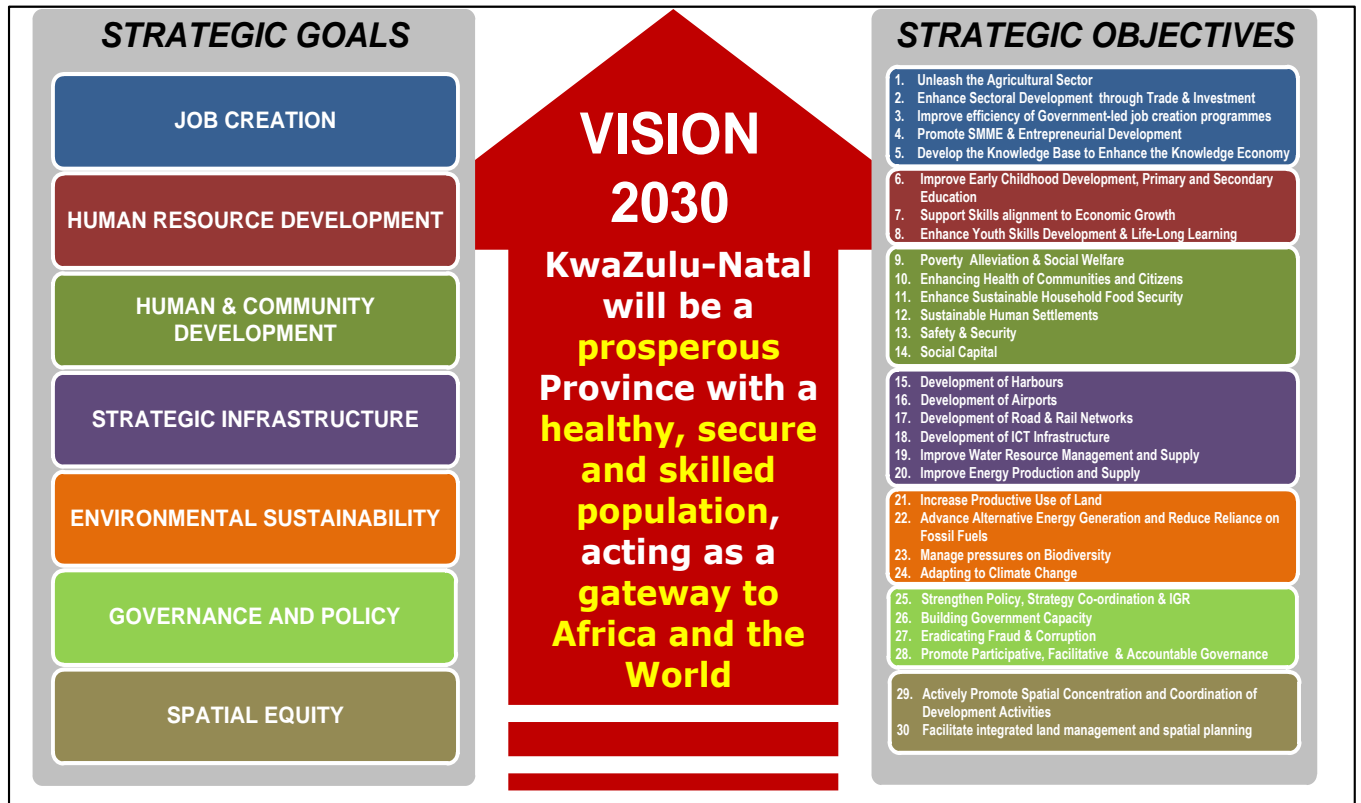 STRATEGIC GOALS
JOB CREATION
HUMAN RESOURCE DEVELOPMENT
HUMAN & COMMUNITY
DEVELOPMENT
STRATEGIC INFRASTRUCTURE
ENVIRONMENTAL SUSTAINABILITY
GOVERNANCE AND POLICY
SPATIAL EQUITY
VISION
2030
KwaZulu-Natal
will be a
prosperous
Province with a
healthy, secure
and skilled
population,
acting as a
gateway to
Africa and the
World
STRATEGIC OBJECTIVES
1. Unleash the Agricultural Sector
2. Enhance Sectoral Development through Trade & Investment
3. Improve efficiency of Government-led job creation programmes
4. Promote SMME & Entrepreneurial Development
5. Develop the Knowledge Base to Enhance the Knowledge Economy
6. Improve Early Childhood Development, Primary and Secondary
Education
7. Support Skills alignment to Economic Growth
8. Enhance Youth Skills Development & Life-Long Learning
9. Poverty Alleviation & Social Welfare
10. Enhancing Health of Communities and Citizens
11. Enhance Sustainable Household Food Security
12. Sustainable Human Settlements
13. Safety & Security
14. Social Capital
15. Development of Harbours
16. Development of Airports
17. Development of Road & Rail Networks
18. Development of ICT Infrastructure
19. Improve Water Resource Management and Supply
20. Improve Energy Production and Supply
21. Increase Productive Use of Land
22. Advance Alternative Energy Generation and Reduce Reliance on
Fossil Fuels
23. Manage pressures on Biodiversity
24. Adapting to Climate Change
25. Strengthen Policy, Strategy Co-ordination & IGR
26. Building Government Capacity
27. Eradicating Fraud & Corruption
28. Promote Participative, Facilitative & Accountable Governance
29. Actively Promote Spatial Concentration and Coordination of
Development Activities
30 Facilitate integrated land management and spatial planning